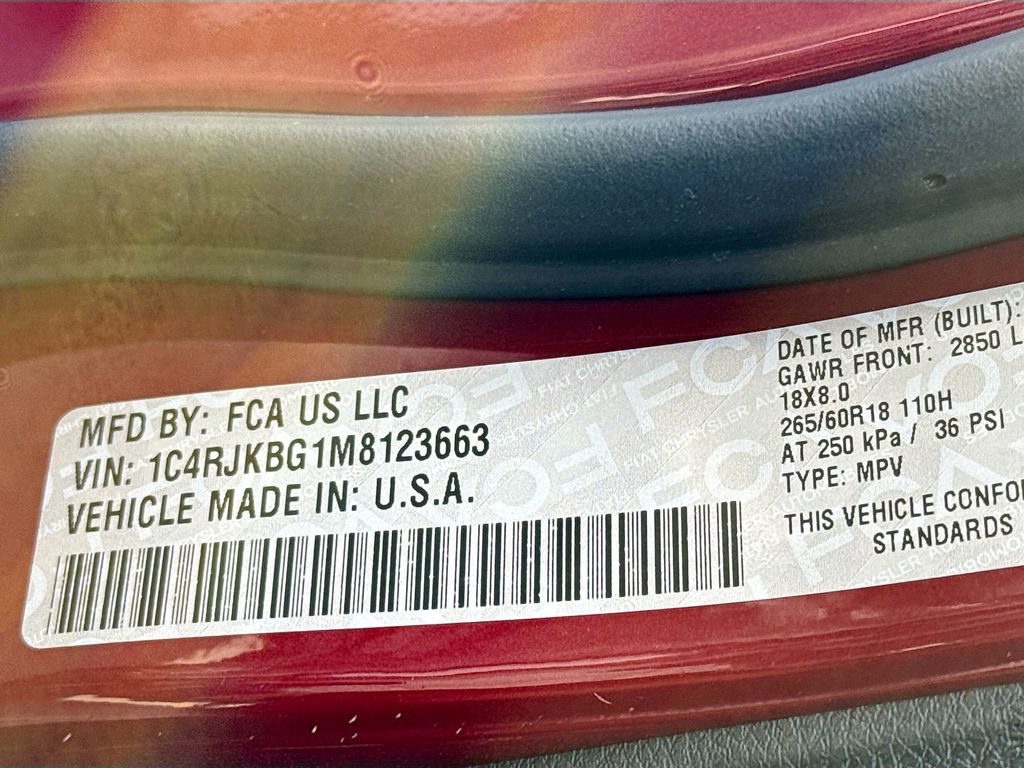 MFD BY: FCA US LLC
VIN: 1C4RJKBG1M8123663
VEHICLE MADE IN: U.S.A.
DATE OF MFR (BUILT):
GAWR FRONT: 2850 L
18X8.0
265/60R18 110H
AT 250 kPa / 36 PSI
TYPE: MPV
THIS VEHICLE CONFO
STANDARDS